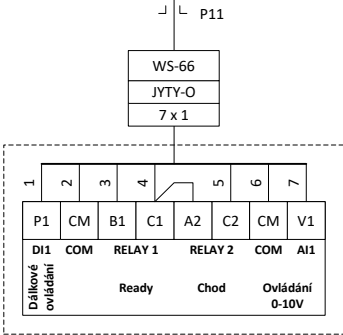 P11
WS-66
JYTY-O
7 x 1
1 2 3 4 5 6 7
P1 CM B1 C1 A2 C2 CM V1
DI1 COM RELAY 1 RELAY 2 COM AI1
Dálkové
ovládání
Ready Chod Ovládání
0-10V